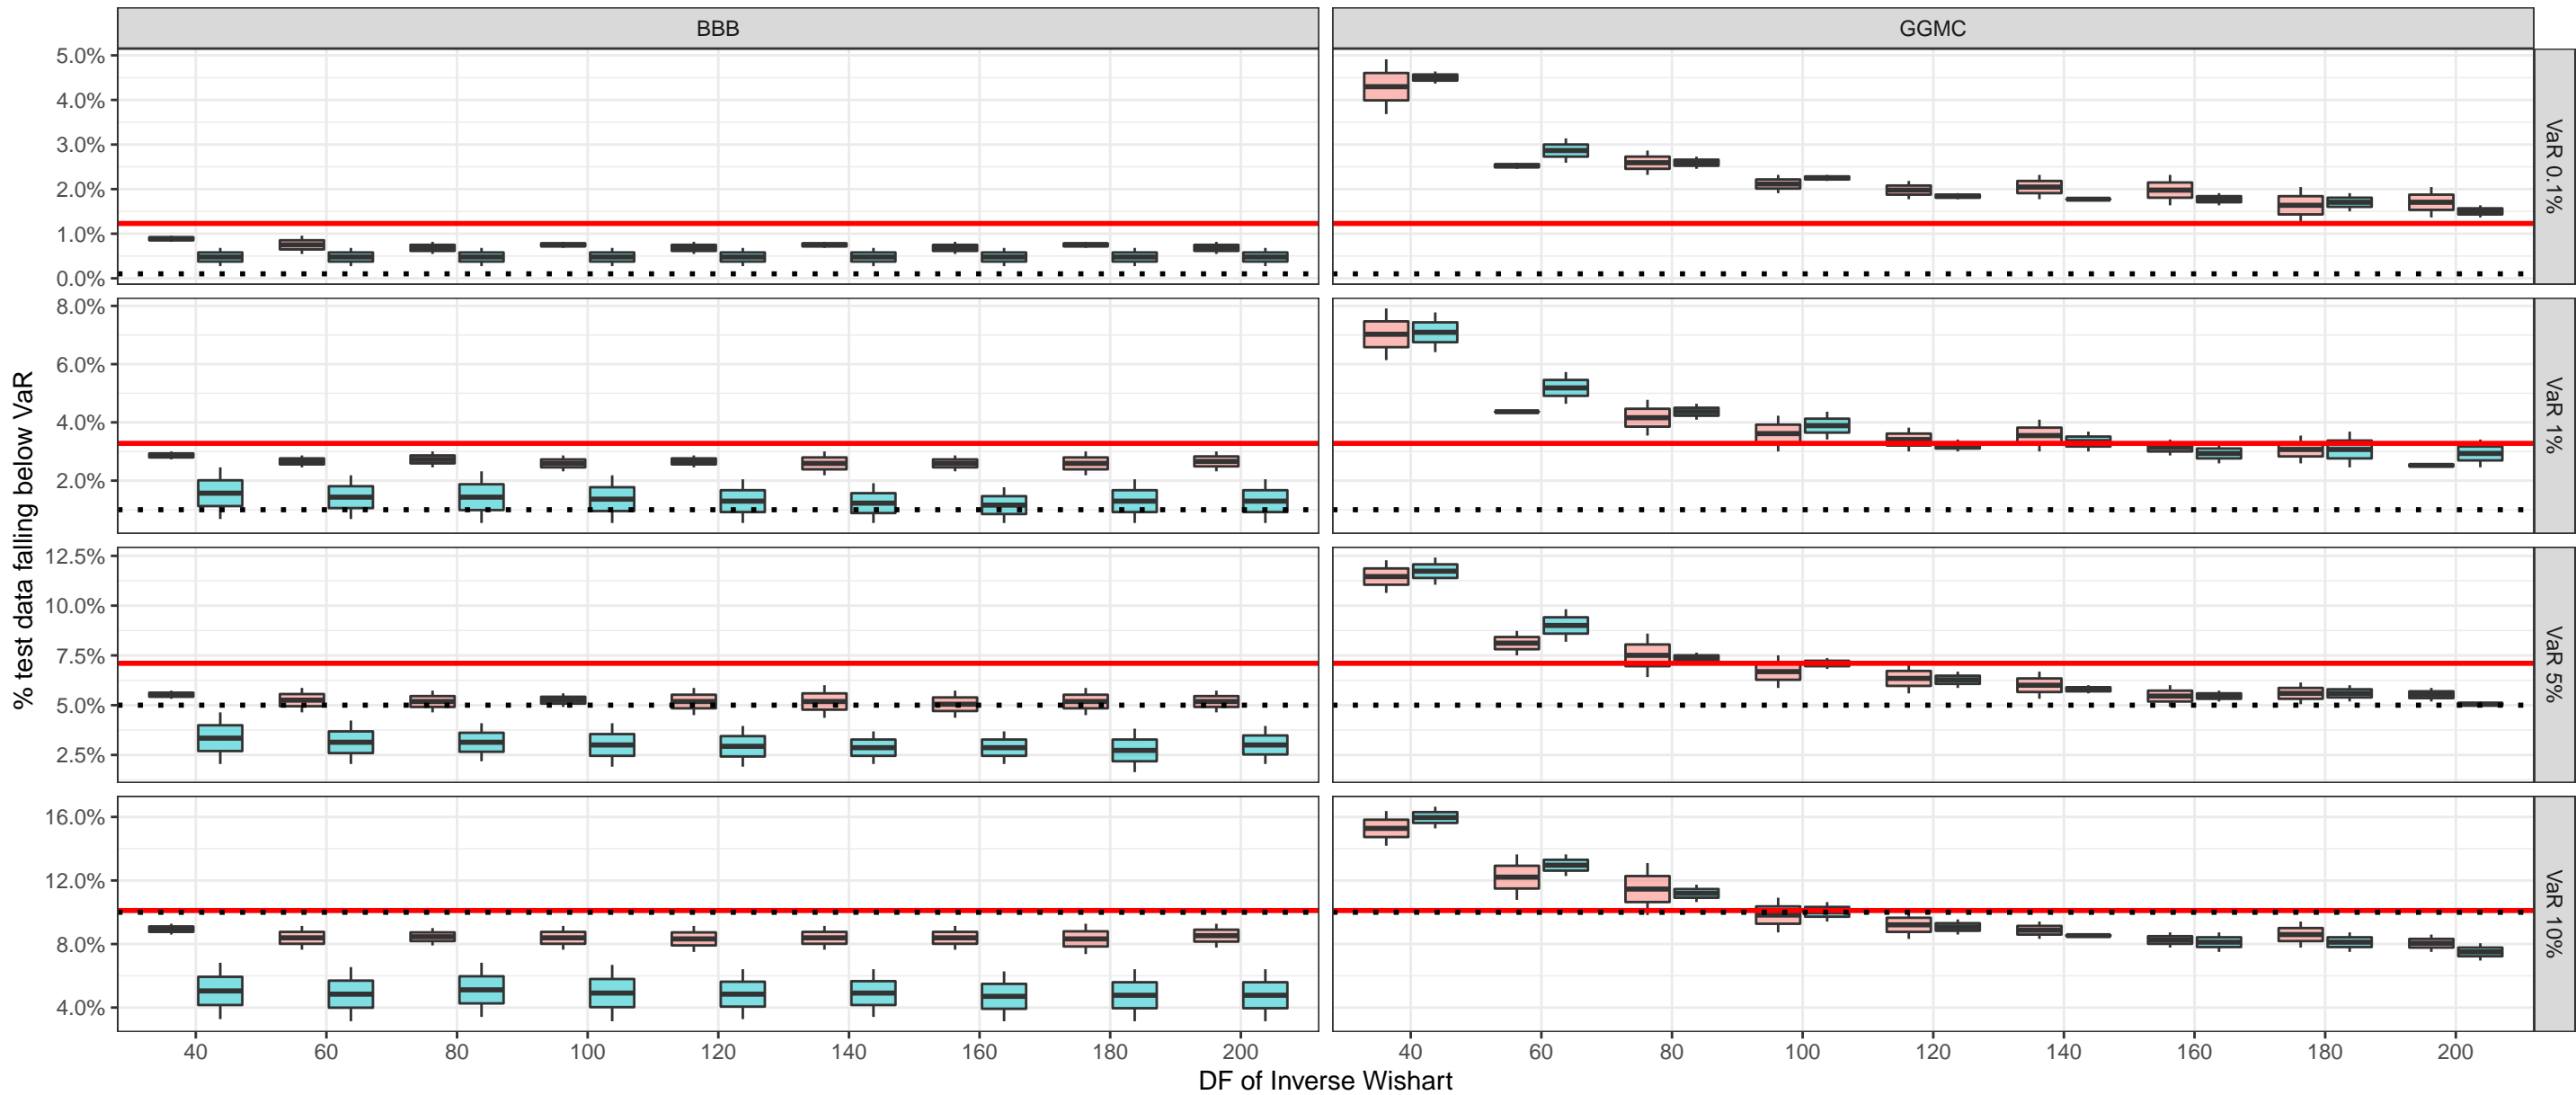 BBB
GGMC
5.0%
4.0%
3.0%
2.0%
1.0%
0.0%
VaR 0.1%
8.0%
6.0%
4.0%
2.0%
VaR 1%
12.5%
10.0%
7.5%
5.0%
2.5%
VaR 5%
16.0%
12.0%
8.0%
4.0%
VaR 10%
% test data falling below VaR
40 60 80 100 120 140 160 180 200
40 60 80 100 120 140 160 180 200
DF of Inverse Wishart